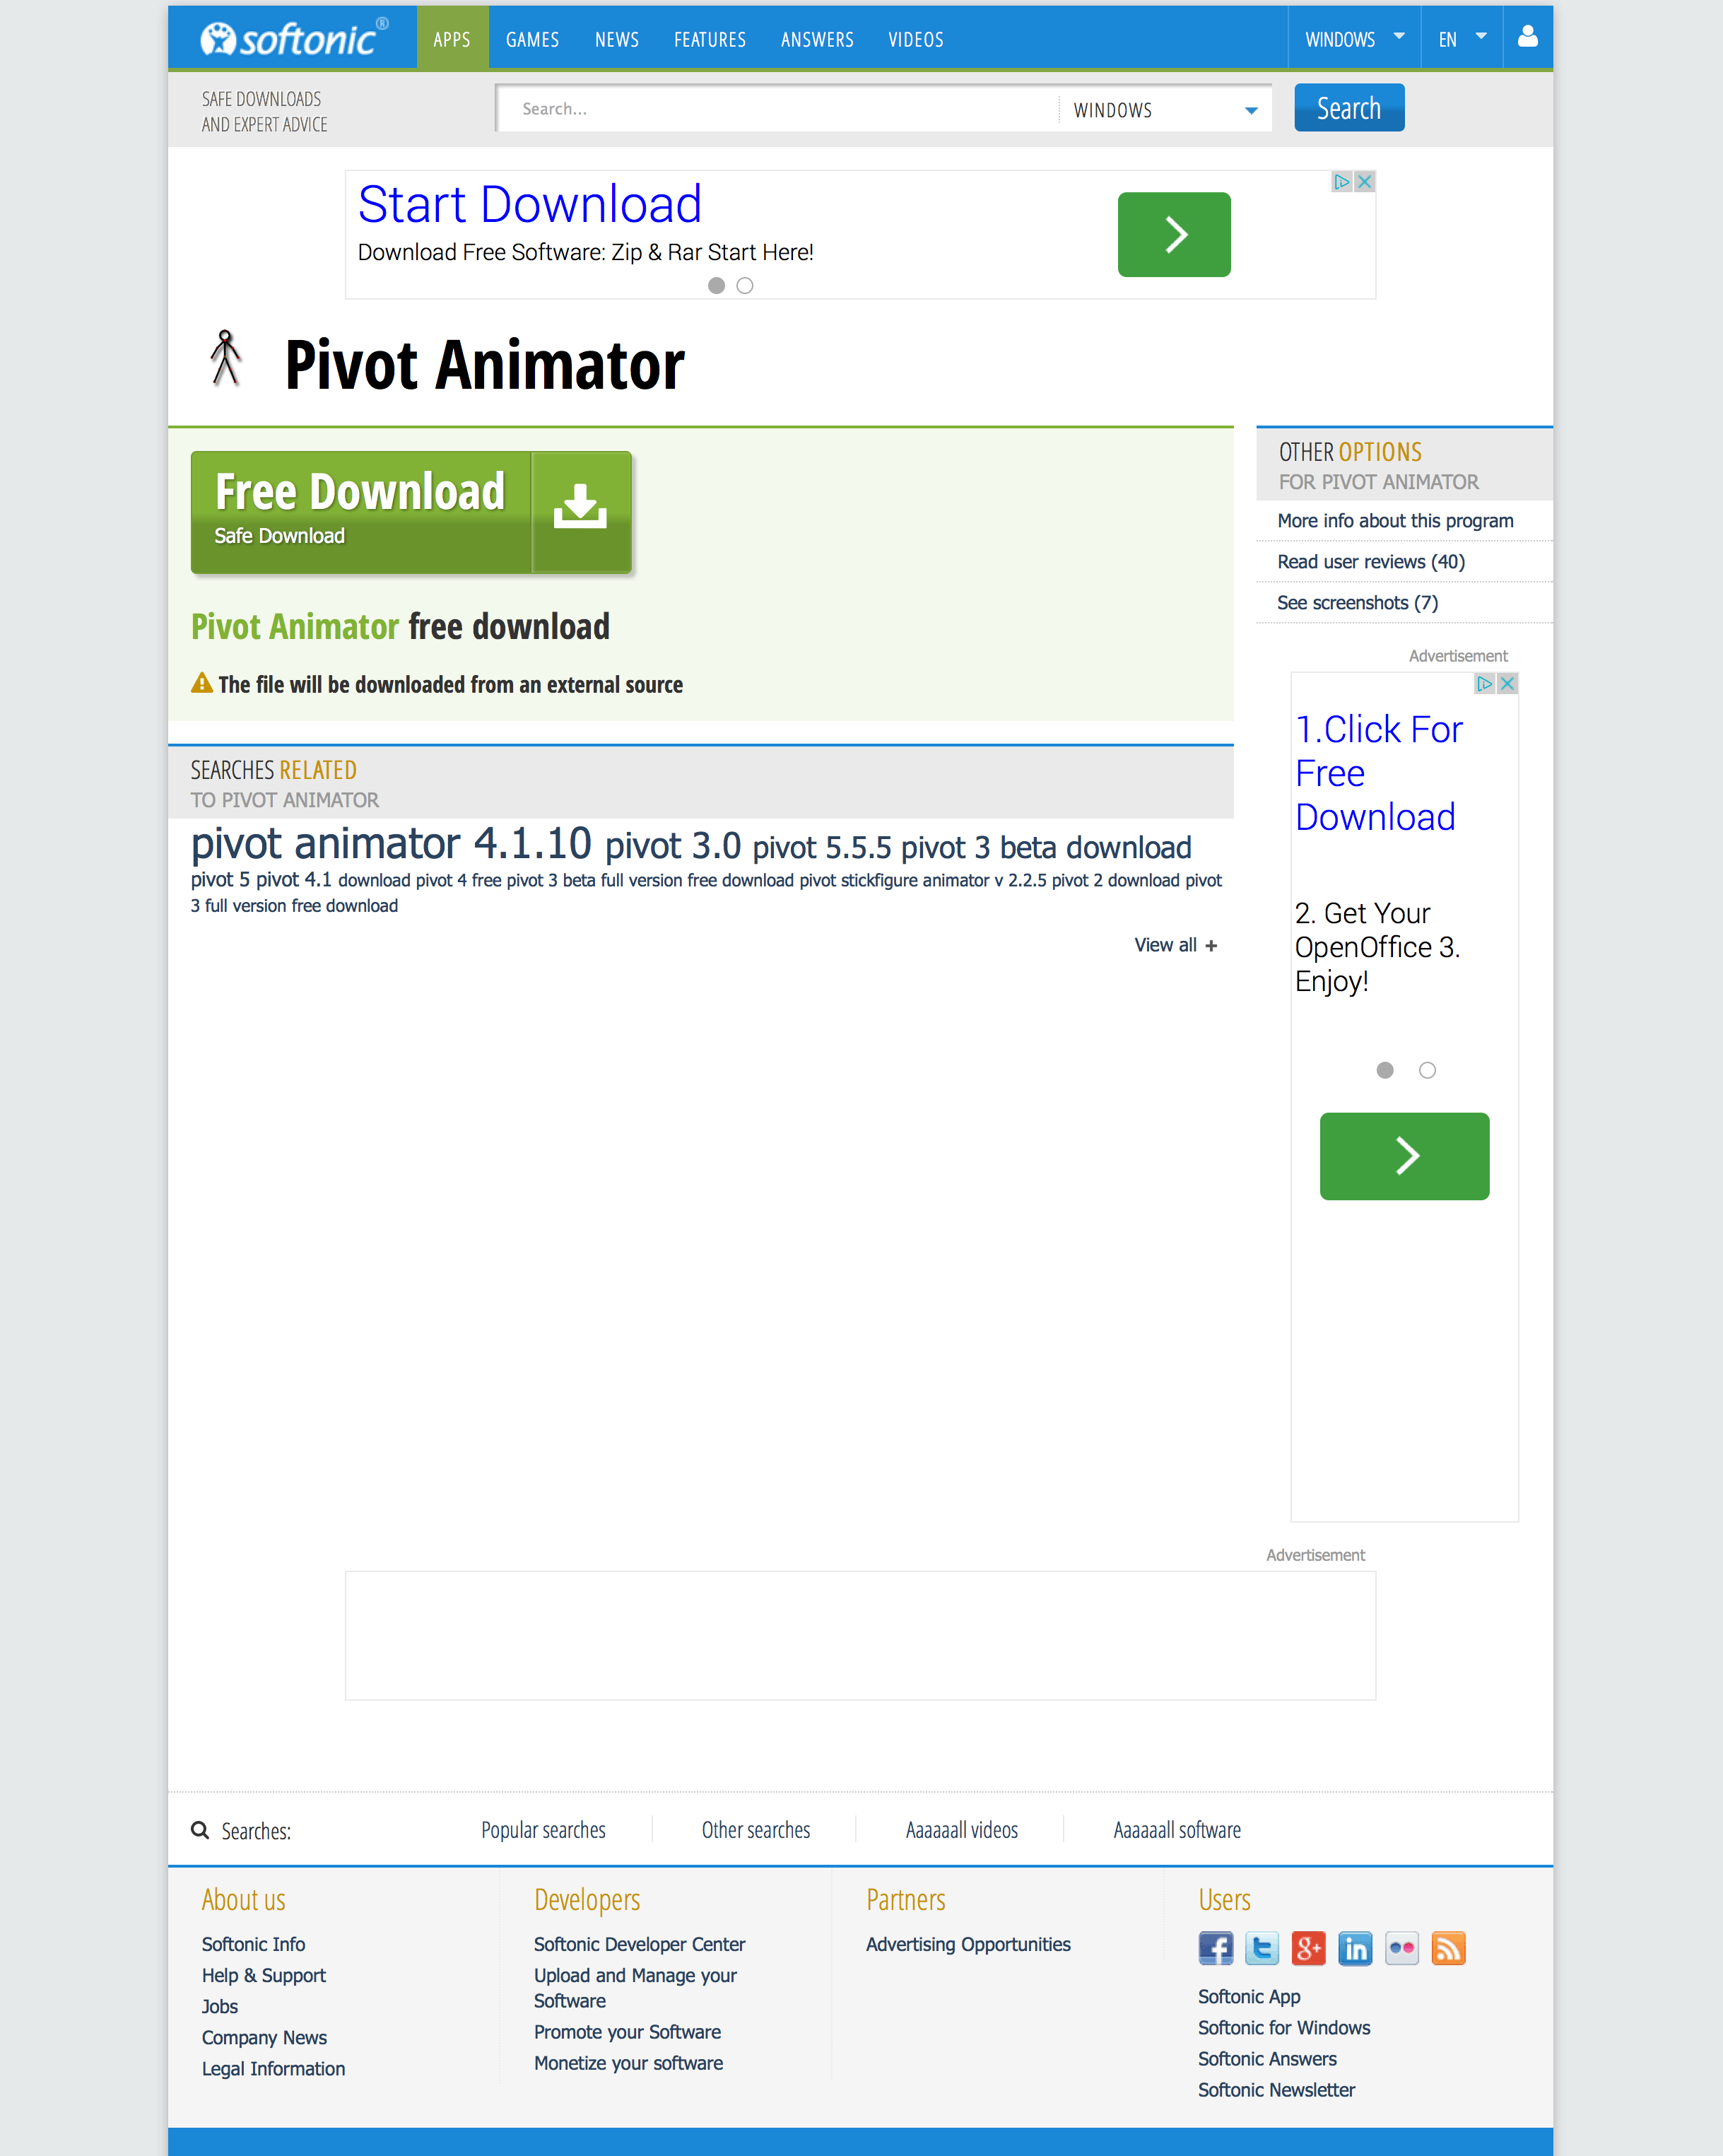 softonic®
APPS GAMES NEWS FEATURES ANSWERS VIDEOS WINDOWS EN
SAFE DOWNLOADS
AND EXPERT ADVICE
Search... WINDOWS Search
Start Download
Download Free Software: Zip & Rar Start Here!
Pivot Animator
Free Download
Safe Download
Pivot Animator free download
The file will be downloaded from an external source
OTHER OPTIONS
FOR PIVOT ANIMATOR
More info about this program
Read user reviews (40)
See screenshots (7)
Advertisement
1.Click For
Free
Download
2. Get Your
OpenOffice 3.
Enjoy!
SEARCHES RELATED
TO PIVOT ANIMATOR
pivot animator 4.1.10 pivot 3.0 pivot 5.5.5 pivot 3 beta download
pivot 5 pivot 4.1 download pivot 4 free pivot 3 beta full version free download pivot stickfigure animator v 2.2.5 pivot 2 download pivot
3 full version free download
View all +
Advertisement
Searches: Popular searches Other searches Aaaaaall videos Aaaaaall software
About us
Softonic Info
Help & Support
Jobs
Company News
Legal Information
Developers
Softonic Developer Center
Upload and Manage your
Software
Promote your Software
Monetize your software
Partners
Advertising Opportunities
Users
Softonic App
Softonic for Windows
Softonic Answers
Softonic Newsletter